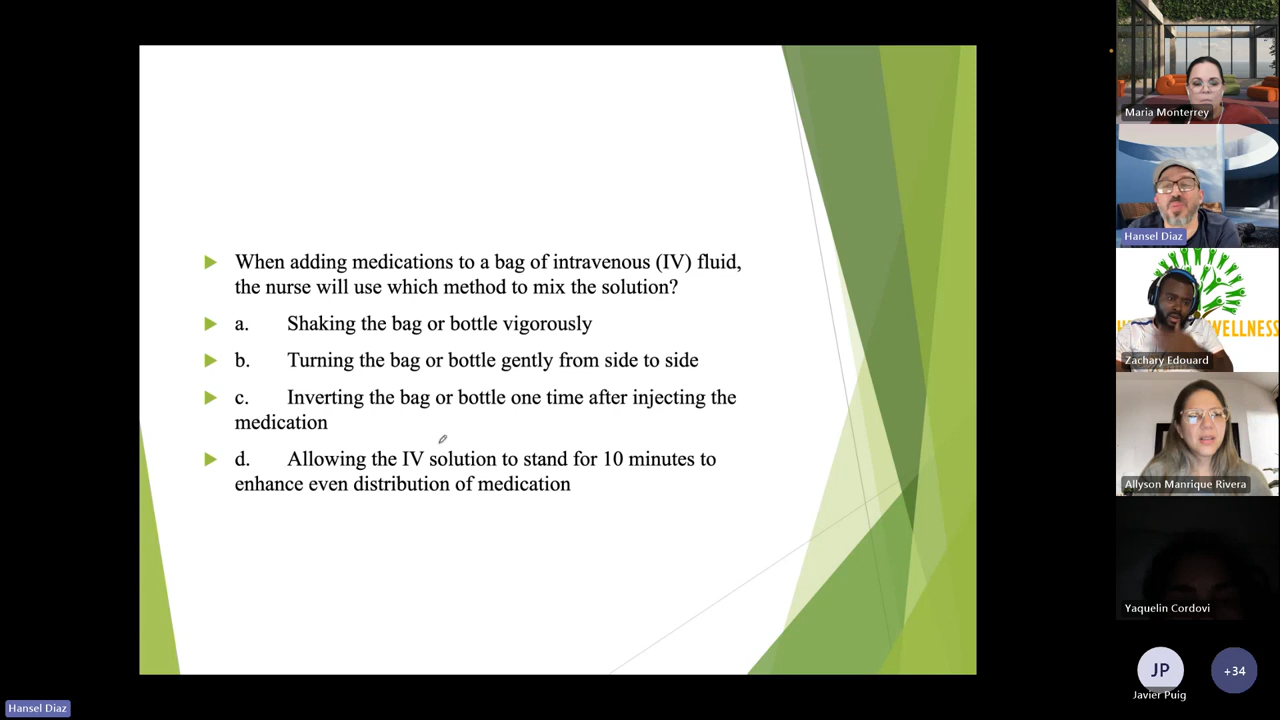 When adding medications to a bag of intravenous (IV) fluid,
the nurse will use which method to mix the solution?
a. Shaking the bag or bottle vigorously
b. Turning the bag or bottle gently from side to side
c. Inverting the bag or bottle one time after injecting the
medication
d. Allowing the IV solution to stand for 10 minutes to
enhance even distribution of medication
Maria Monterrey
Hansel Diaz
WELLNESS
Zachary Edouard
Allyson Manrique Rivera
Yaquelin Cordovi
JP
+34
Javier Puig
Hansel Diaz